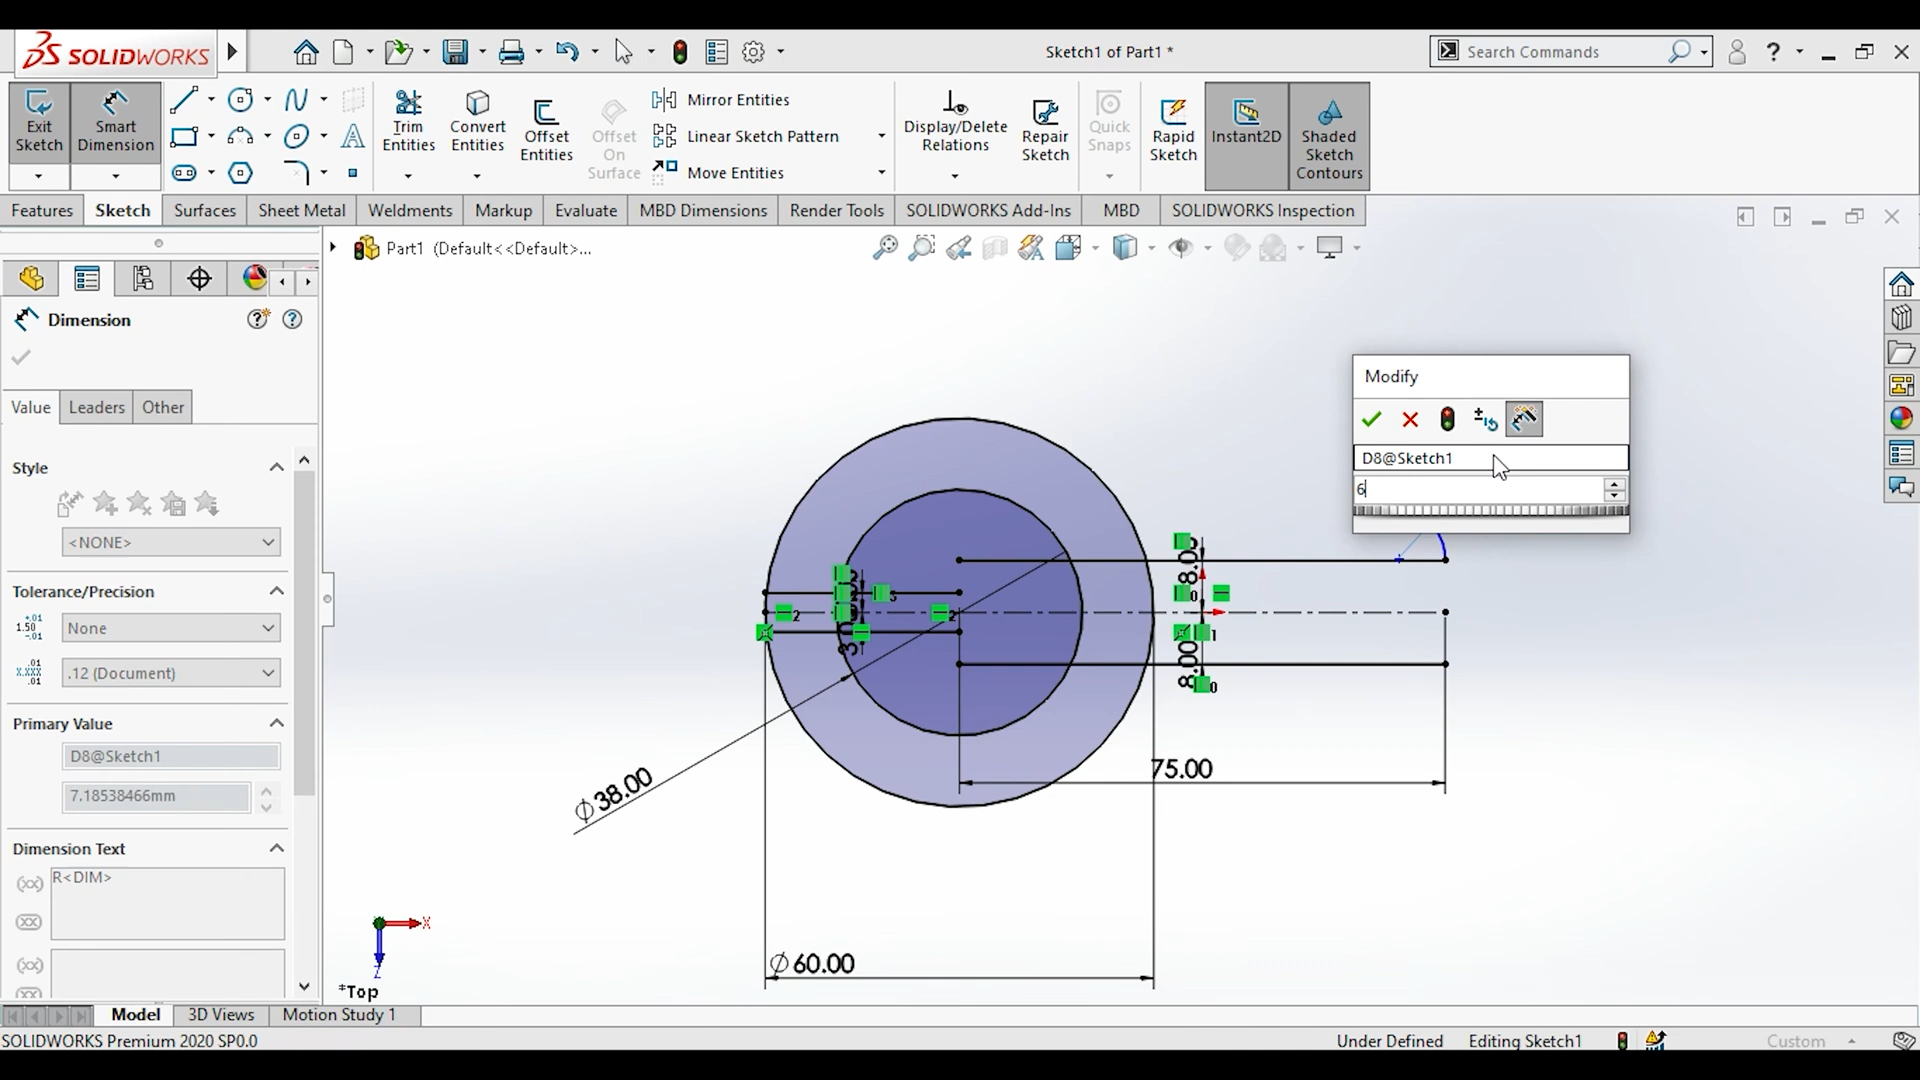 SOLIDWORKS
Sketch1 of Part1 *
Search Commands
Exit Sketch
Smart Dimension
Trim Entities
Convert Entities
Offset Entities
Offset On Surface
Mirror Entities
Linear Sketch Pattern
Move Entities
Display/Delete Relations
Repair Sketch
Quick Snaps
Rapid Sketch
Instant2D
Shaded Sketch Contours
Features
Sketch
Surfaces
Sheet Metal
Weldments
Markup
Evaluate
MBD Dimensions
Render Tools
SOLIDWORKS Add-Ins
MBD
SOLIDWORKS Inspection
Part1 (Default<<Default>...
Dimension
Value
Leaders
Other
Style
<NONE>
Tolerance/Precision
None
.12 (Document)
Primary Value
D8@Sketch1
7.18538466mm
Dimension Text
R<DIM>
Modify
D8@Sketch1
6
8.00
8.00
75.00
∅38.00
∅60.00
X
Z
*Top
Model
3D Views
Motion Study 1
SOLIDWORKS Premium 2020 SP0.0
Under Defined
Editing Sketch1
Custom